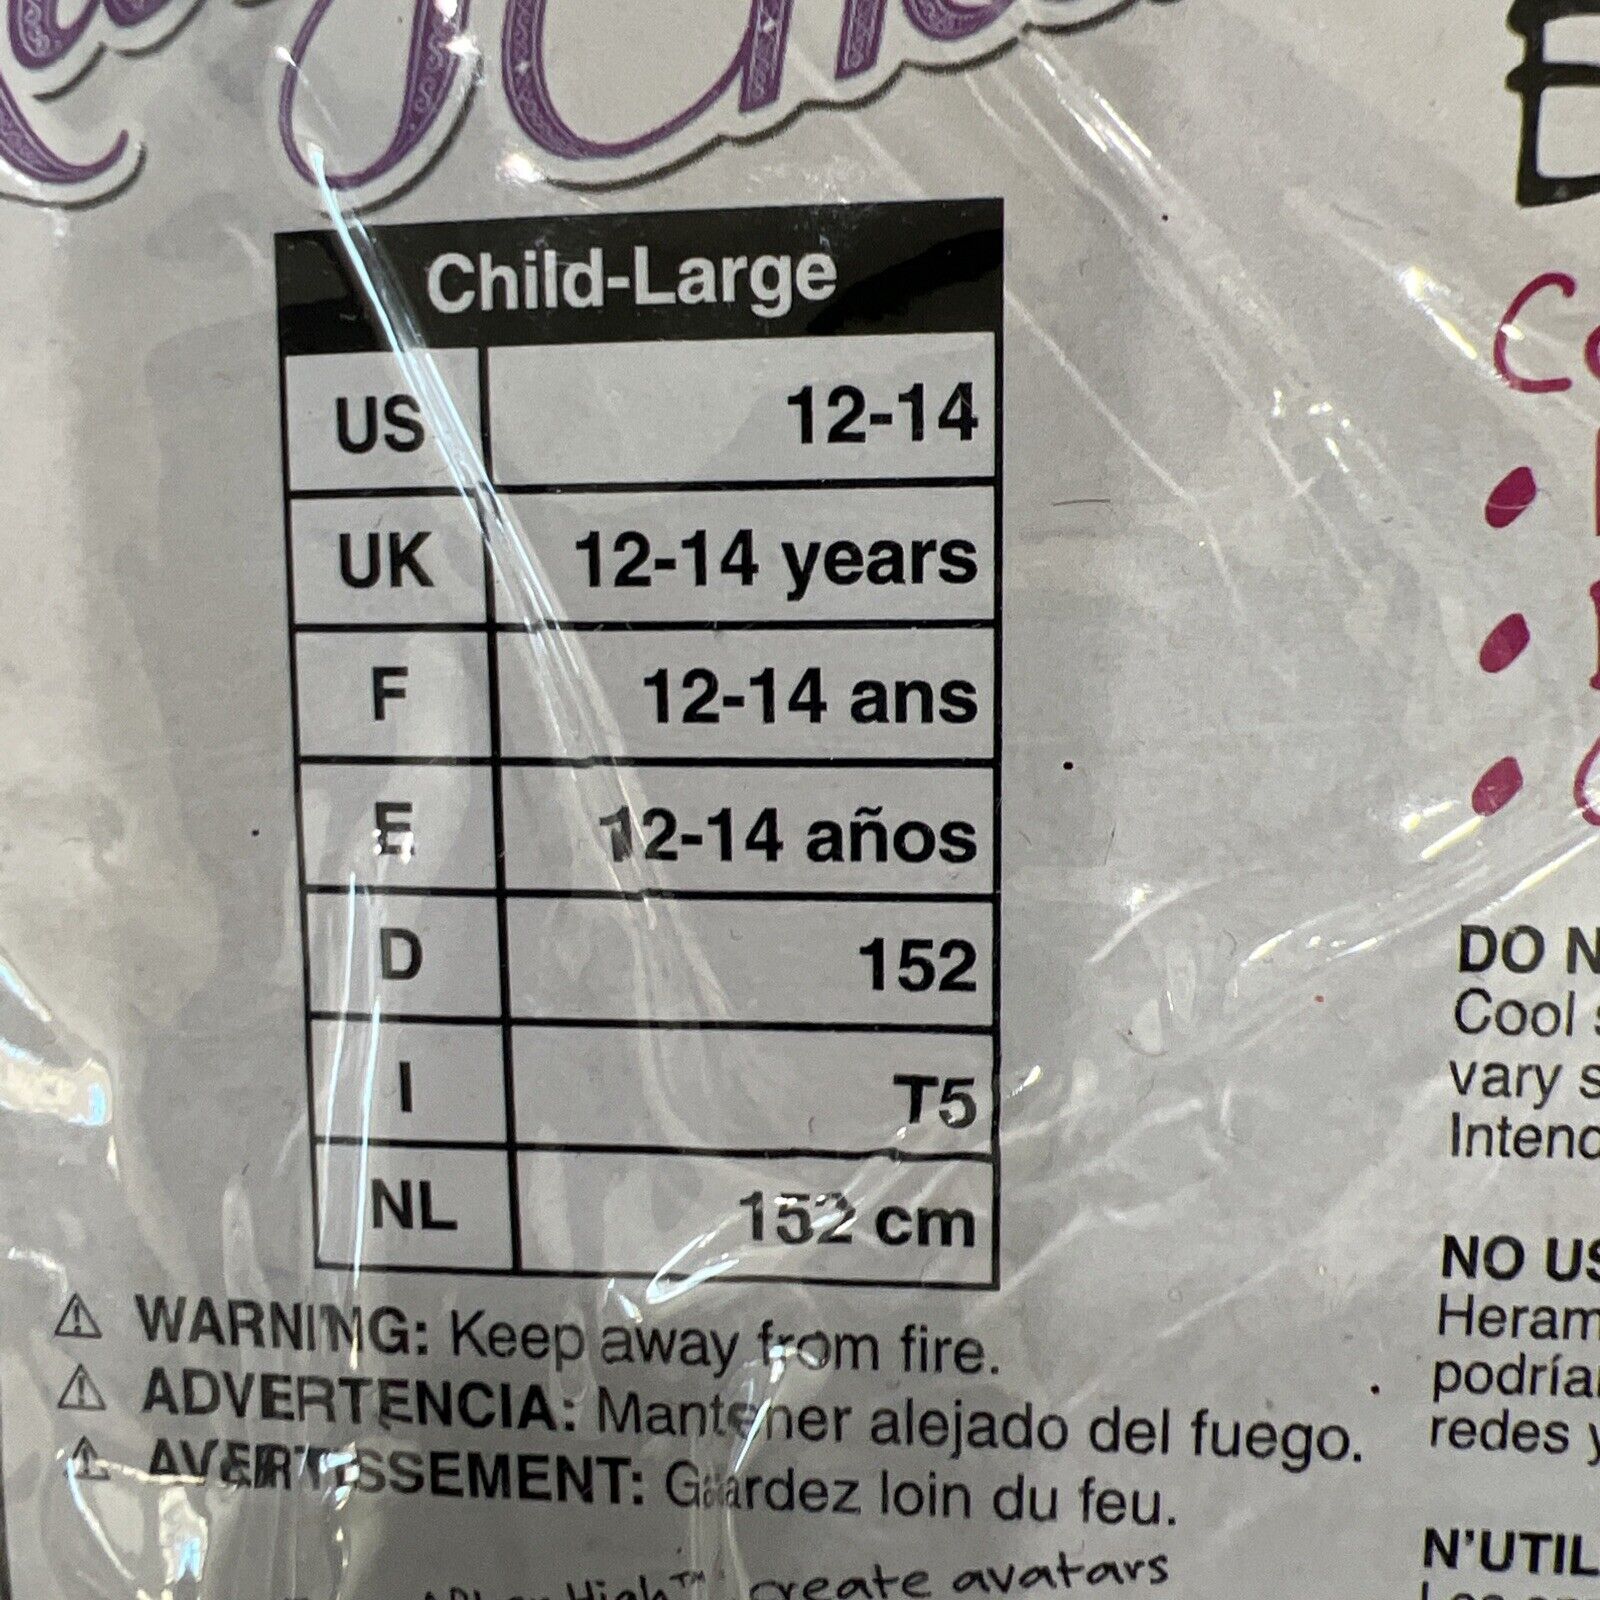 Child-Large
US 12-14
UK 12-14 years
F 12-14 ans
E 12-14 años
D 152
I T5
NL 152 cm
⚠ WARNING: Keep away from fire.
⚠ ADVERTENCIA: Mantener alejado del fuego.
⚠ AVERTISSEMENT: Gardez loin du feu.
High™ create avatars
DO N
Cool
vary s
Intend
NO US
Heram
podría
redes y
N'UTIL